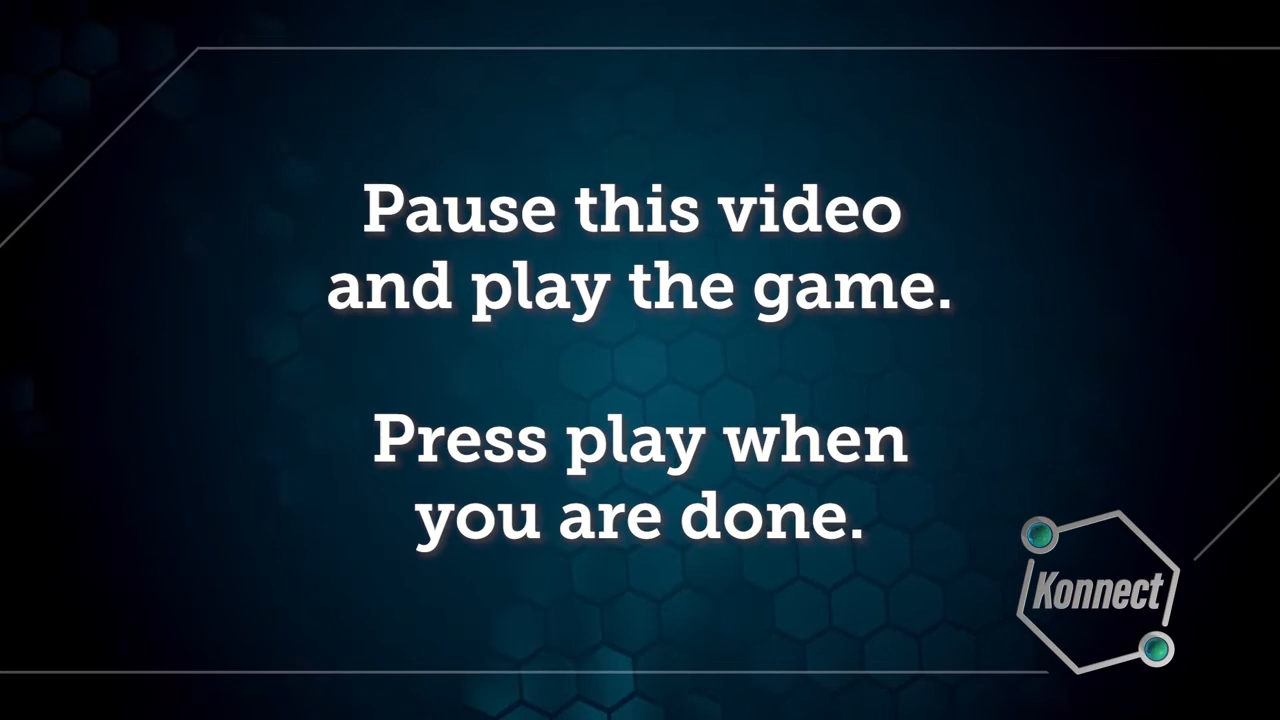 Pause this video
and play the game.
Press play when
you are done.
Konnect